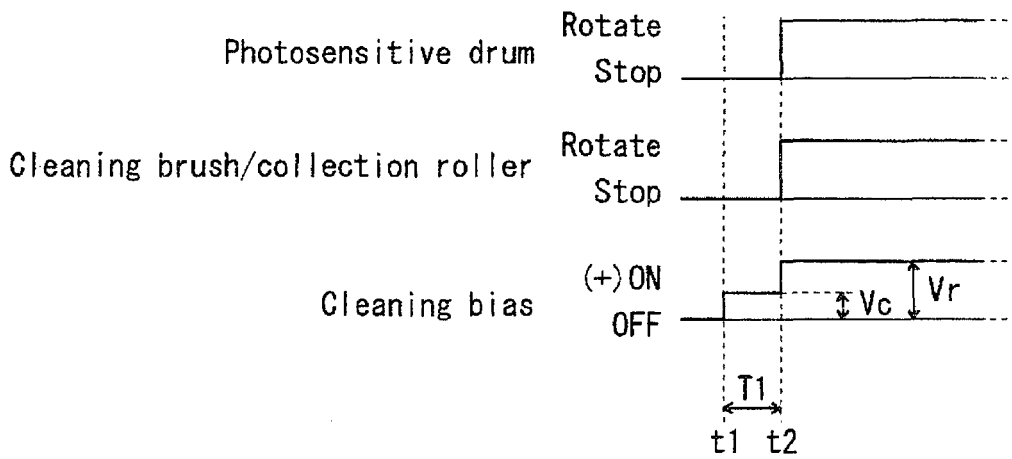 Photosensitive drum
Rotate
Stop
Cleaning brush/collection roller
Rotate
Stop
Cleaning bias
(+)ON
OFF
Vc
Vr
T1
t1 t2